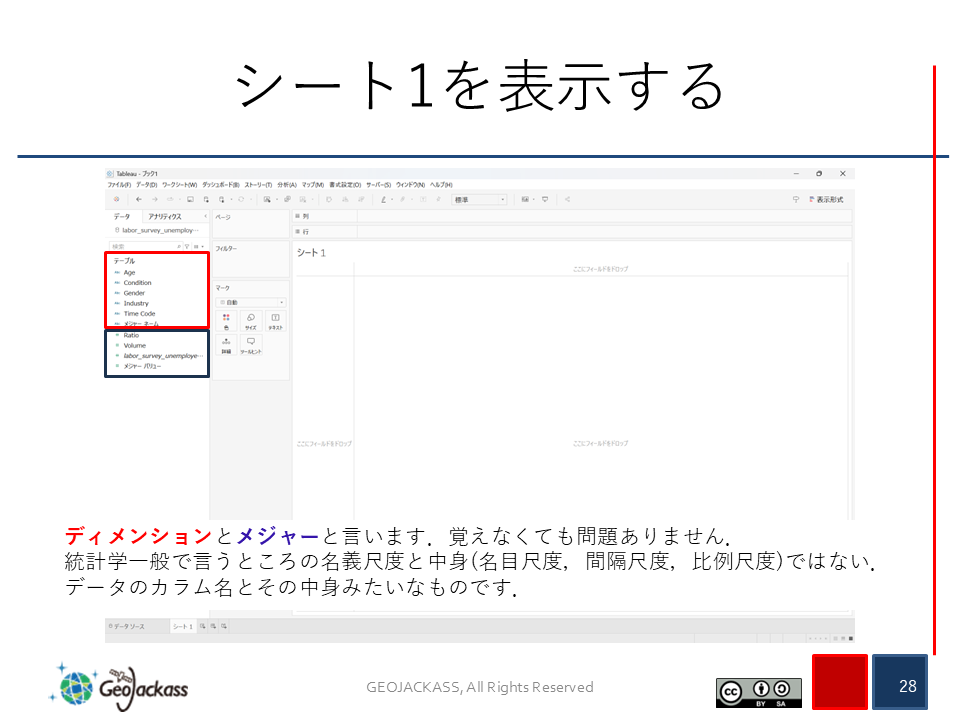 シート1を表示する
Tableau - ブック1
ファイル(F) データ(D) ワークシート(W) ダッシュボード(B) ストーリー(T) 分析(A) マップ(M) 書式設定(O) サーバー(S) ウィンドウ(N) ヘルプ(H)
標準
表示形式
データ アナリティクス
labor_survey_unemploy…
検索
テーブル
Abc Age
Abc Condition
Abc Gender
Abc Industry
Abc Time Code
Abc メジャー ネーム
Ratio
Volume
labor_survey_unemploye…
メジャー バリュー
ページ
フィルター
マーク
自動
色 サイズ テキスト
詳細 ツールヒント
列
行
シート 1
ここにフィールドをドロップ
ここにフィールドをドロップ
ここにフィールドをドロップ
ディメンションとメジャーと言います．覚えなくても問題ありません．
統計学一般で言うところの名義尺度と中身(名目尺度，間隔尺度，比例尺度)ではない．
データのカラム名とその中身みたいなものです．
データ ソース シート 1
GeoJackass
GEOJACKASS, All Rights Reserved
cc BY SA
28